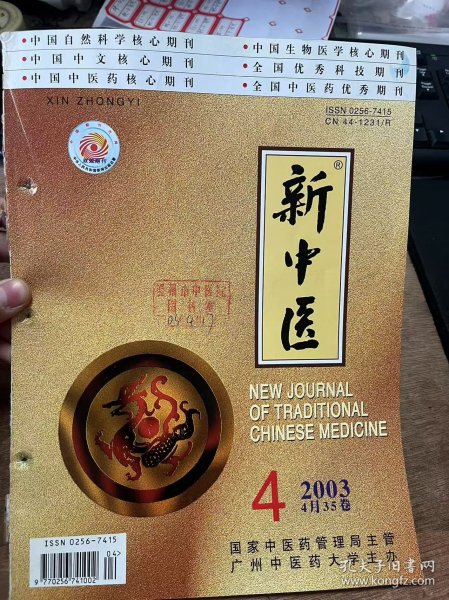 •中国自然科学核心期刊
•中国中文核心期刊
•中国中医药核心期刊
•中国生物医学核心期刊
•全国优秀科技期刊
•全国中医药优秀期刊
XIN ZHONGYI
ISSN 0256-7415
CN 44-1231/R
新中医®
NEW JOURNAL
OF TRADITIONAL
CHINESE MEDICINE
4
2003
4月35卷
ISSN 0256-7415
04
9 770256 741002
国家中医药管理局主管
广州中医药大学主办
孔夫子旧书网
kongfz.com